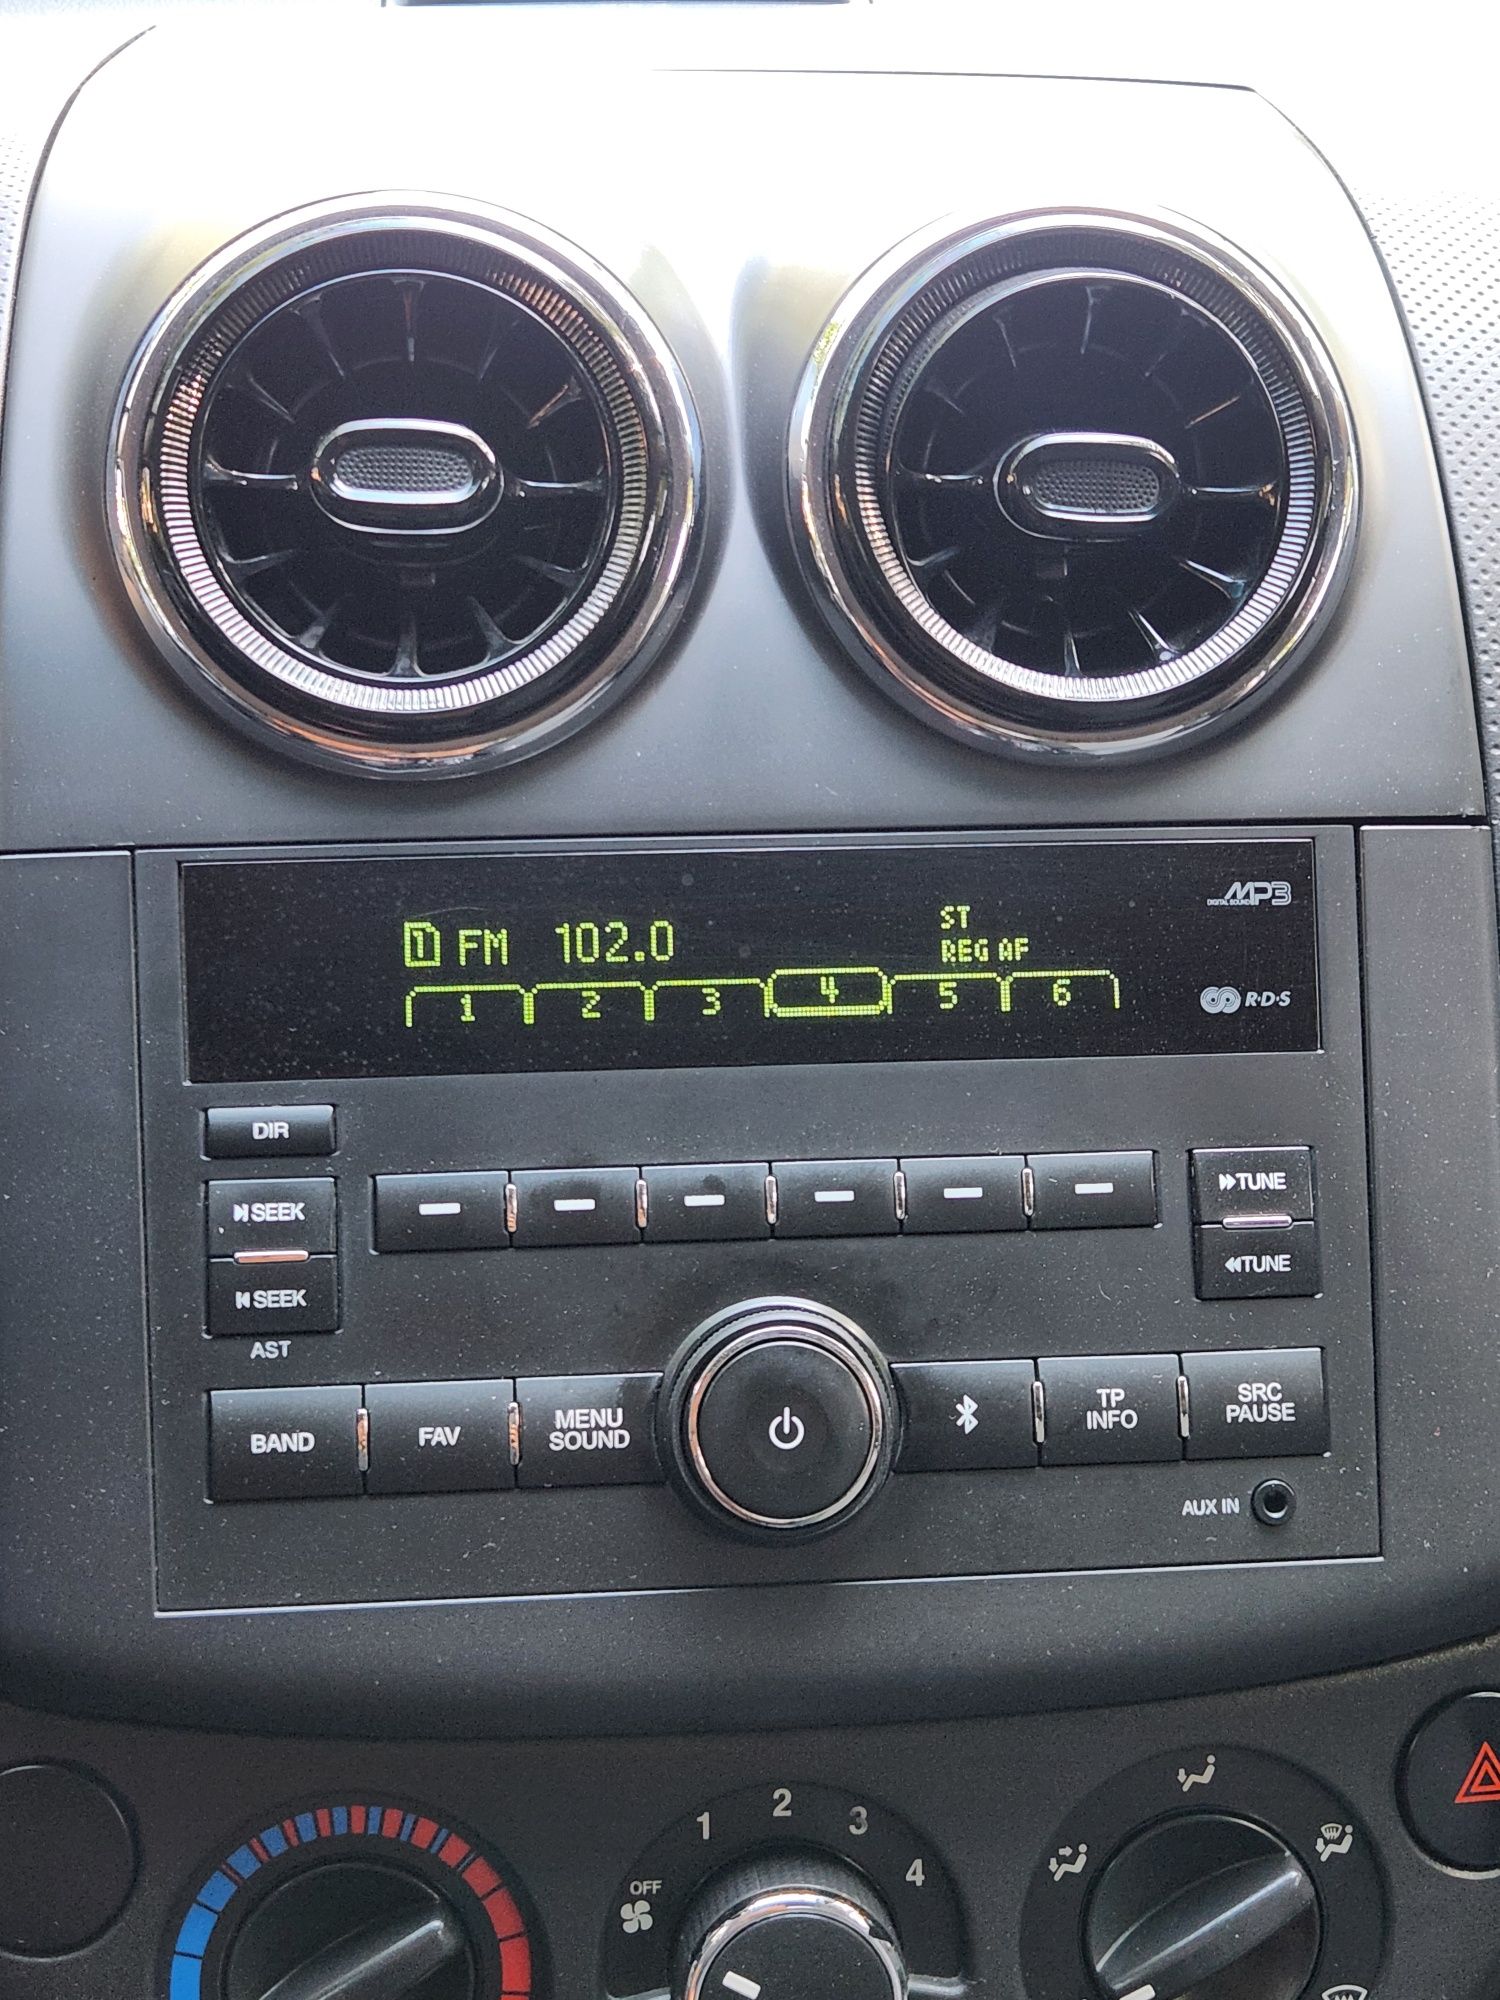 DIGITAL SOUND MP3
1 FM 102.0 ST
REG AF
1 2 3 4 5 6
R·D·S
DIR
SEEK
TUNE
SEEK
TUNE
AST
BAND FAV MENU
SOUND
TP
INFO
SRC
PAUSE
AUX IN
1 2 3 4
OFF